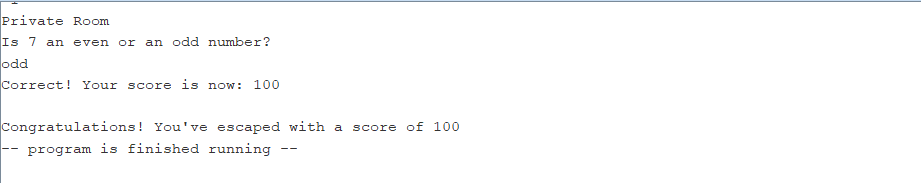 Private Room
Is 7 an even or an odd number?
odd
Correct! Your score is now: 100
Congratulations! You've escaped with a score of 100
-- program is finished running --